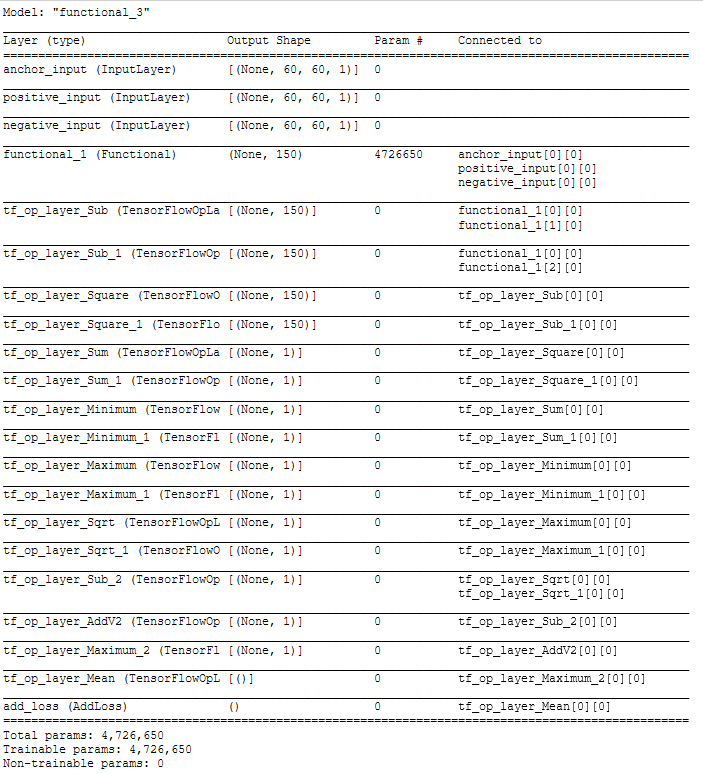 Model: "functional_3"
Layer (type) Output Shape Param # Connected to
anchor_input (InputLayer) [(None, 60, 60, 1)] 0
positive_input (InputLayer) [(None, 60, 60, 1)] 0
negative_input (InputLayer) [(None, 60, 60, 1)] 0
functional_1 (Functional) (None, 150) 4726650 anchor_input[0][0]
positive_input[0][0]
negative_input[0][0]
tf_op_layer_Sub (TensorFlowOpLa [(None, 150)] 0 functional_1[0][0]
functional_1[1][0]
tf_op_layer_Sub_1 (TensorFlowOp [(None, 150)] 0 functional_1[0][0]
functional_1[2][0]
tf_op_layer_Square (TensorFlowO [(None, 150)] 0 tf_op_layer_Sub[0][0]
tf_op_layer_Square_1 (TensorFlo [(None, 150)] 0 tf_op_layer_Sub_1[0][0]
tf_op_layer_Sum (TensorFlowOpLa [(None, 1)] 0 tf_op_layer_Square[0][0]
tf_op_layer_Sum_1 (TensorFlowOp [(None, 1)] 0 tf_op_layer_Square_1[0][0]
tf_op_layer_Minimum (TensorFlow [(None, 1)] 0 tf_op_layer_Sum[0][0]
tf_op_layer_Minimum_1 (TensorFl [(None, 1)] 0 tf_op_layer_Sum_1[0][0]
tf_op_layer_Maximum (TensorFlow [(None, 1)] 0 tf_op_layer_Minimum[0][0]
tf_op_layer_Maximum_1 (TensorFl [(None, 1)] 0 tf_op_layer_Minimum_1[0][0]
tf_op_layer_Sqrt (TensorFlowOpL [(None, 1)] 0 tf_op_layer_Maximum[0][0]
tf_op_layer_Sqrt_1 (TensorFlowO [(None, 1)] 0 tf_op_layer_Maximum_1[0][0]
tf_op_layer_Sub_2 (TensorFlowOp [(None, 1)] 0 tf_op_layer_Sqrt[0][0]
tf_op_layer_Sqrt_1[0][0]
tf_op_layer_AddV2 (TensorFlowOp [(None, 1)] 0 tf_op_layer_Sub_2[0][0]
tf_op_layer_Maximum_2 (TensorFl [(None, 1)] 0 tf_op_layer_AddV2[0][0]
tf_op_layer_Mean (TensorFlowOpL [()] 0 tf_op_layer_Maximum_2[0][0]
add_loss (AddLoss) () 0 tf_op_layer_Mean[0][0]
Total params: 4,726,650
Trainable params: 4,726,650
Non-trainable params: 0